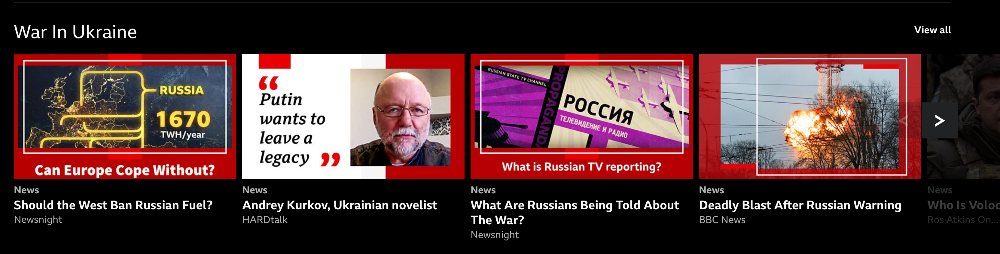 War In Ukraine
View all
RUSSIA
1670
TWH/year
Can Europe Cope Without?
News
Should the West Ban Russian Fuel?
Newsnight
“
Putin
wants to
leave a
legacy ”
News
Andrey Kurkov, Ukrainian novelist
HARDtalk
RUSSIAN STATE TV CHANNEL
PROPAGANDA
РОССИЯ
ТЕЛЕВИДЕНИЕ И РАДИО
What is Russian TV reporting?
News
What Are Russians Being Told About
The War?
Newsnight
News
Deadly Blast After Russian Warning
BBC News
News
Who Is Voloc
Ros Atkins On...